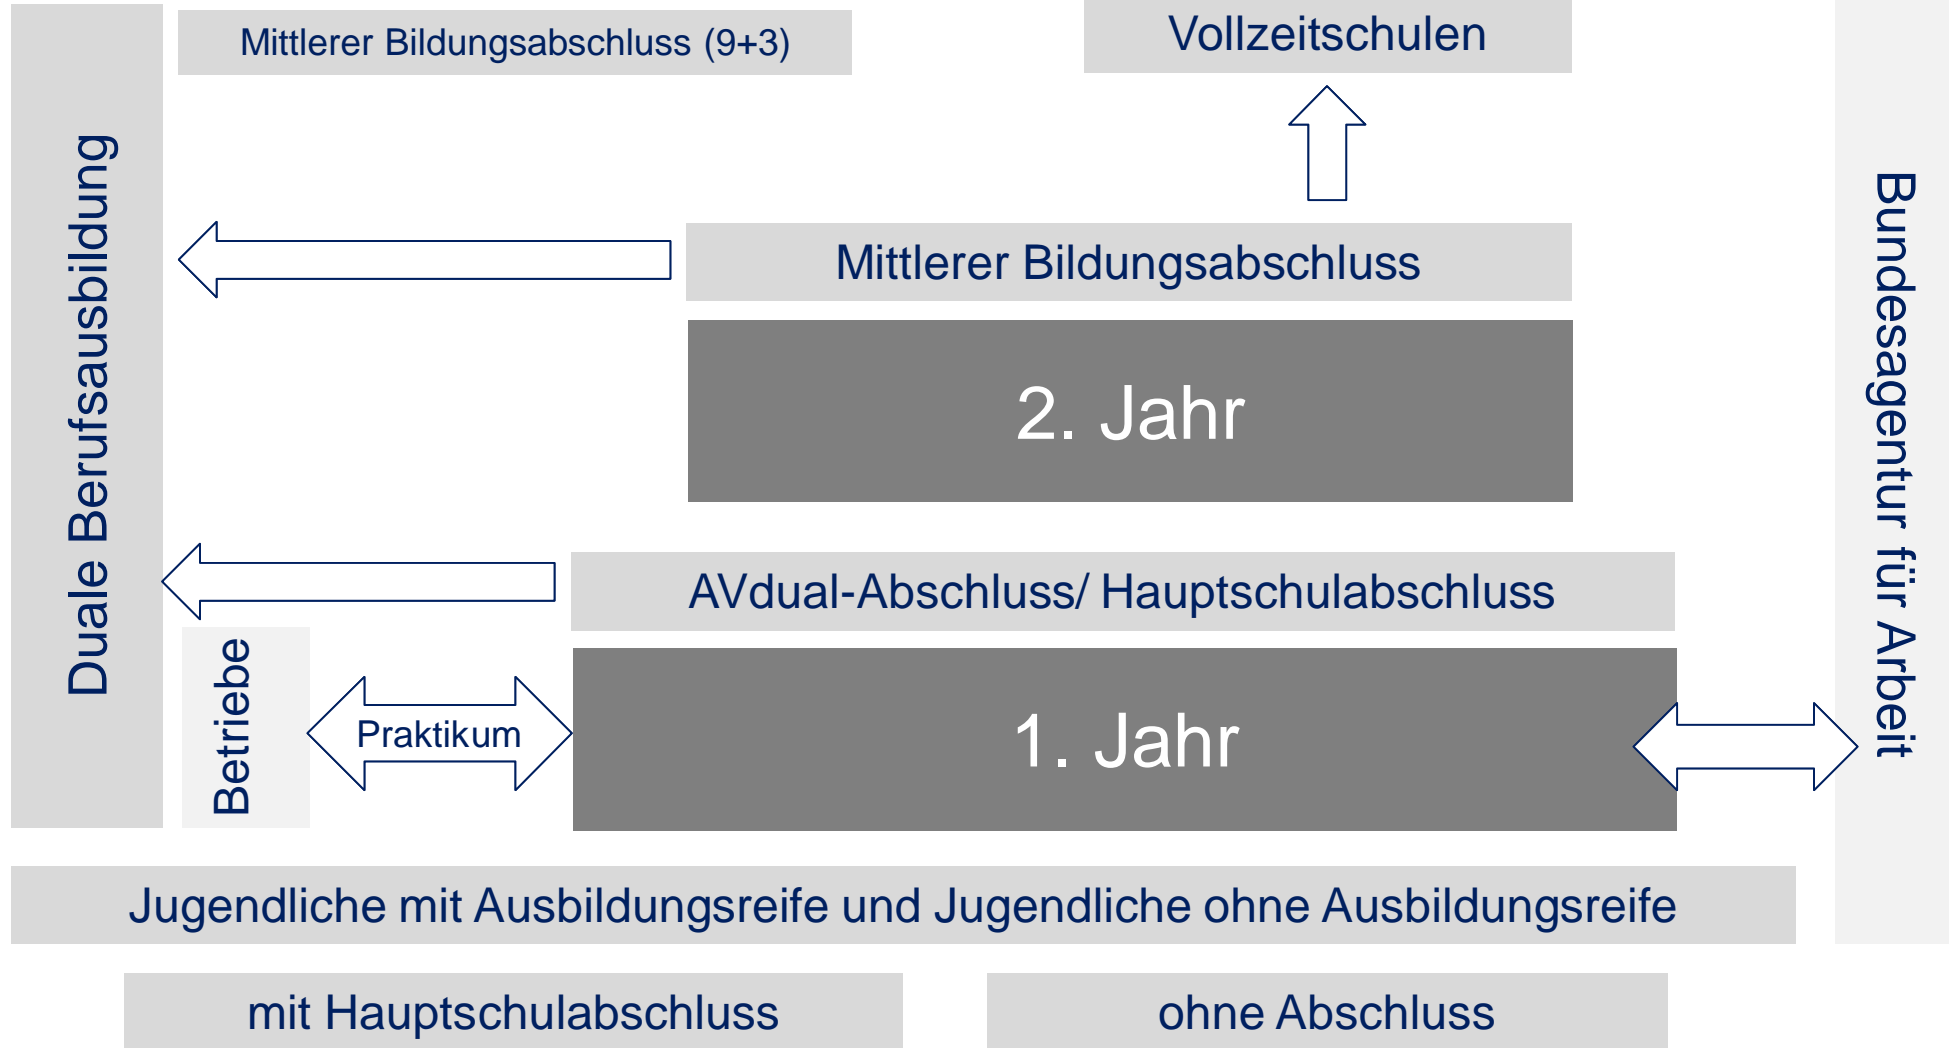 Mittlerer Bildungsabschluss (9+3)
Vollzeitschulen
Duale Berufsausbildung
Mittlerer Bildungsabschluss
Bundesagentur für Arbeit
2. Jahr
AVdual-Abschluss/ Hauptschulabschluss
Betriebe
Praktikum
1. Jahr
Jugendliche mit Ausbildungsreife und Jugendliche ohne Ausbildungsreife
mit Hauptschulabschluss
ohne Abschluss